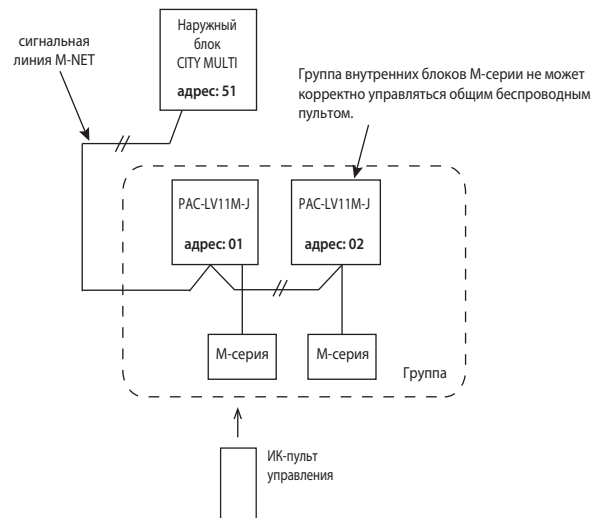 сигнальная
линия M-NET
Наружный
блок
CITY MULTI
адрес: 51
Группа внутренних блоков М-серии не может
корректно управляться общим беспроводным
пультом.
PAC-LV11M-J
адрес: 01
PAC-LV11M-J
адрес: 02
М-серия
М-серия
Группа
ИК-пульт
управления